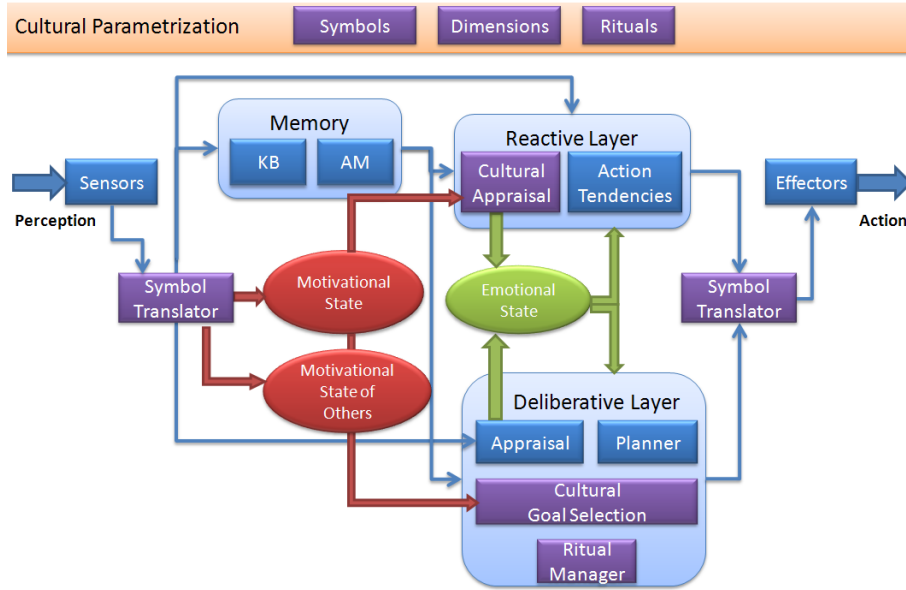 Cultural Parametrization
Symbols
Dimensions
Rituals
Memory
KB
AM
Reactive Layer
Cultural
Appraisal
Action
Tendencies
Sensors
Perception
Effectors
Action
Symbol
Translator
Motivational
State
Emotional
State
Symbol
Translator
Motivational
State of
Others
Deliberative Layer
Appraisal
Planner
Cultural
Goal Selection
Ritual
Manager